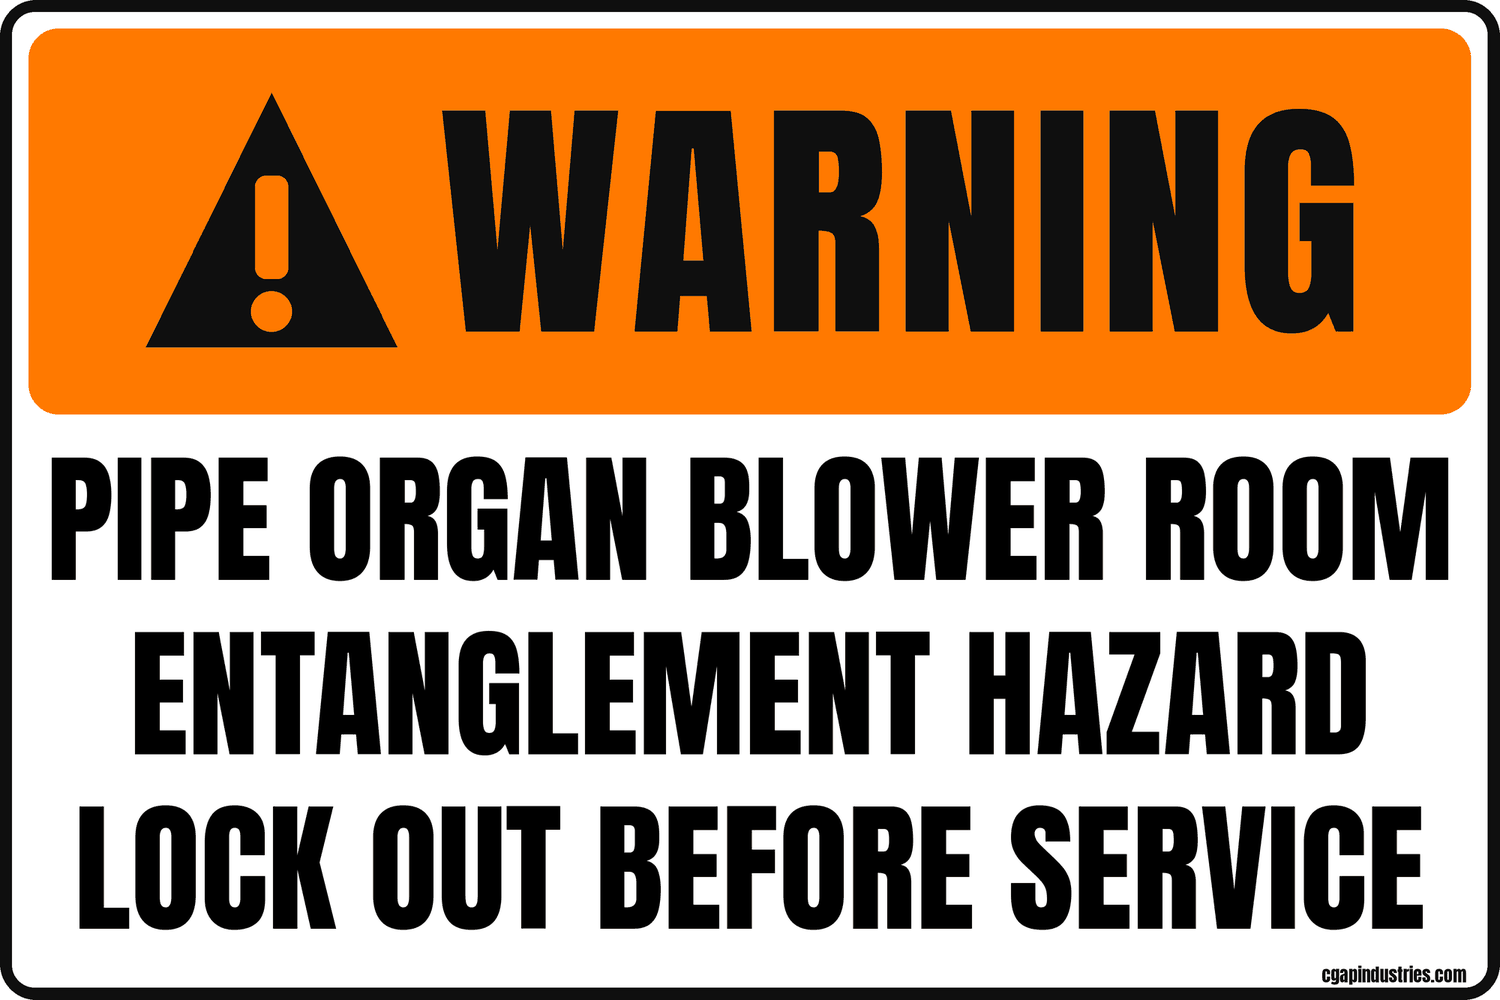 WARNING
PIPE ORGAN BLOWER ROOM
ENTANGLEMENT HAZARD
LOCK OUT BEFORE SERVICE
cgapindustries.com